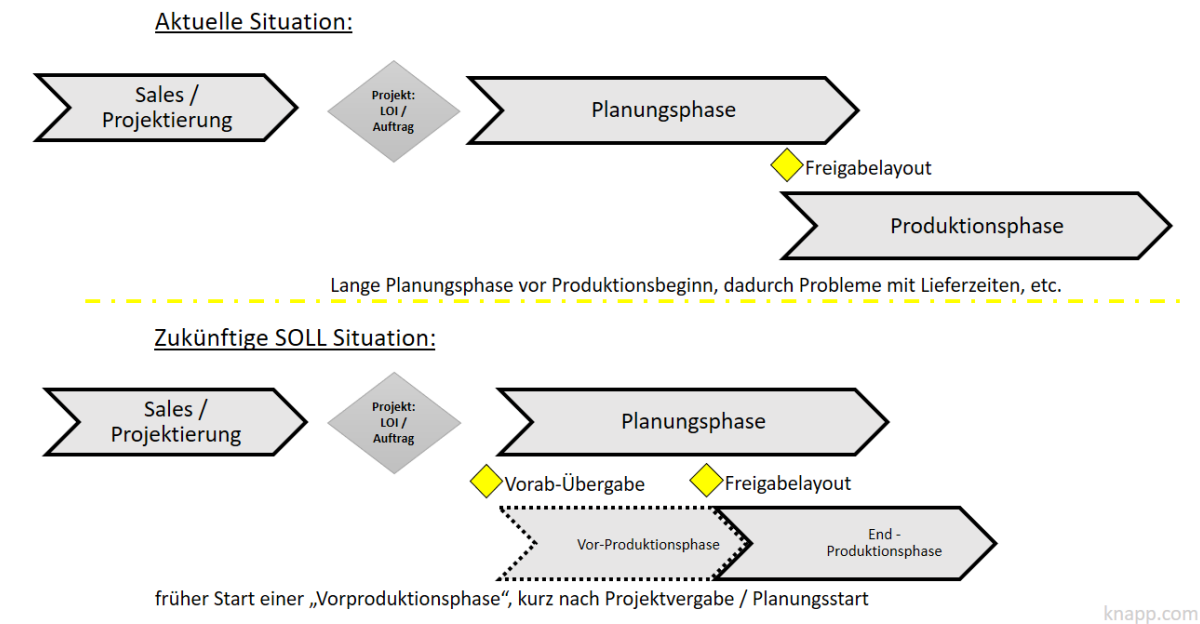 Aktuelle Situation:
Sales /
Projektierung
Projekt:
LOI /
Auftrag
Planungsphase
Freigabelayout
Produktionsphase
Lange Planungsphase vor Produktionsbeginn, dadurch Probleme mit Lieferzeiten, etc.
Zukünftige SOLL Situation:
Sales /
Projektierung
Projekt:
LOI /
Auftrag
Planungsphase
Vorab-Übergabe
Freigabelayout
Vor-Produktionsphase
End -
Produktionsphase
früher Start einer „Vorproduktionsphase“, kurz nach Projektvergabe / Planungsstart
knapp.com